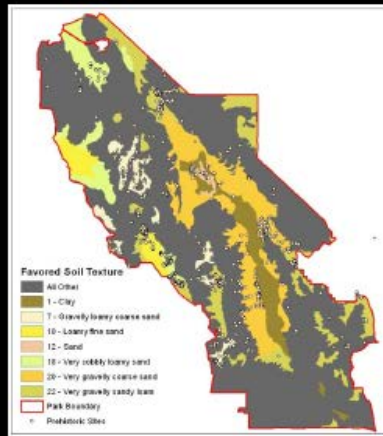 Favored Soil Texture
All Other
1 - Clay
7 - Gravelly loamy coarse sand
10 - Loamy fine sand
12 - Sand
18 - Very cobbly loamy sand
20 - Very gravelly coarse sand
22 - Very gravelly sandy loam
Park Boundary
Prehistoric Sites